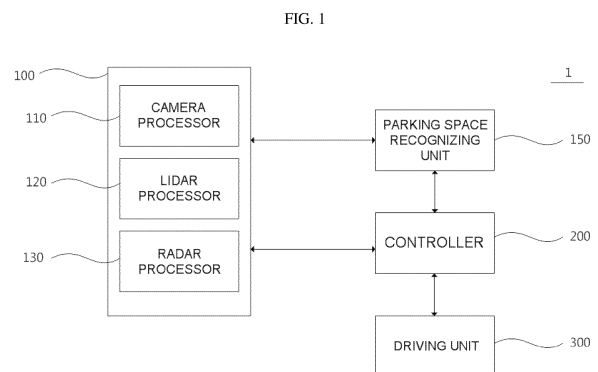 FIG. 1
100
1
110
CAMERA
PROCESSOR
PARKING SPACE
RECOGNIZING
UNIT
150
120
LIDAR
PROCESSOR
130
RADAR
PROCESSOR
CONTROLLER
200
DRIVING UNIT
300